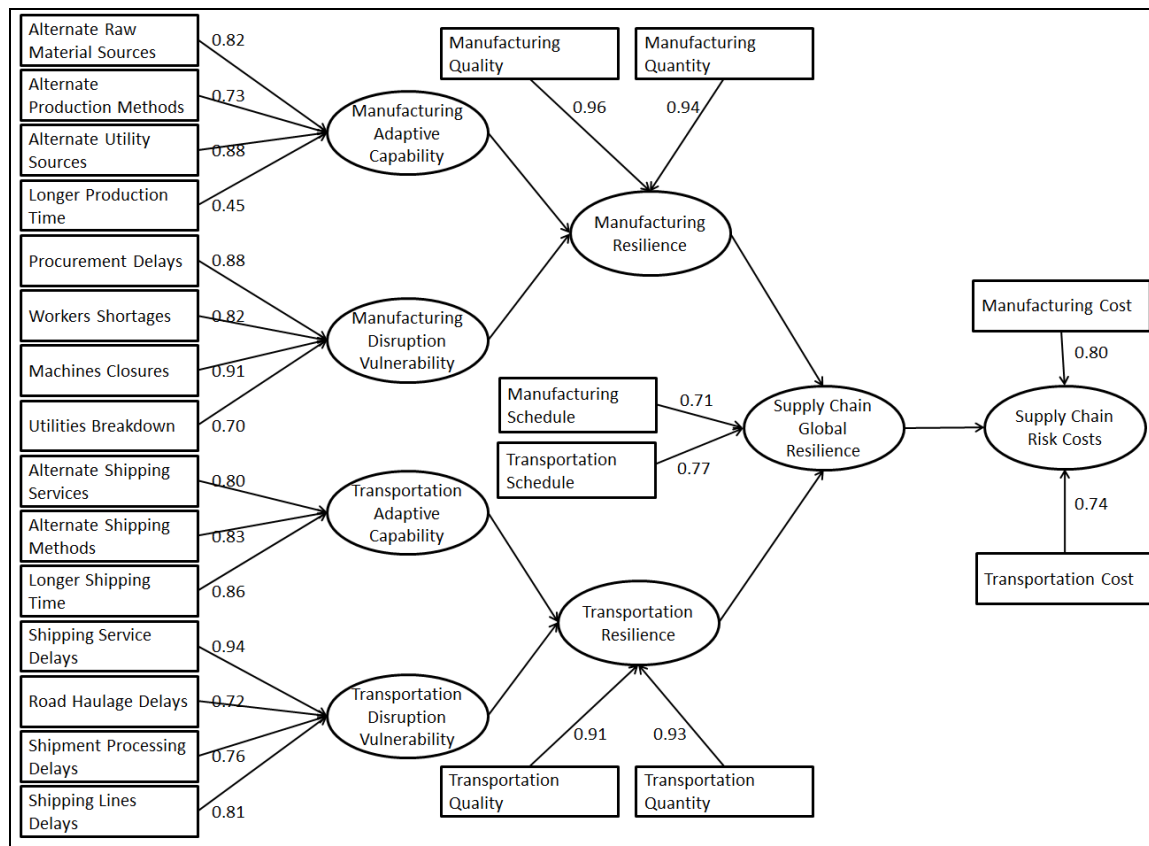 Alternate Raw
Material Sources
0.82
Alternate
Production Methods
0.73
Alternate Utility
Sources
0.88
Longer Production
Time
0.45
Manufacturing
Adaptive
Capability
Procurement Delays
0.88
Workers Shortages
0.82
Machines Closures
0.91
Utilities Breakdown
0.70
Manufacturing
Disruption
Vulnerability
Alternate Shipping
Services
0.80
Alternate Shipping
Methods
0.83
Longer Shipping
Time
0.86
Transportation
Adaptive
Capability
Shipping Service
Delays
0.94
Road Haulage Delays
0.72
Shipment Processing
Delays
0.76
Shipping Lines
Delays
0.81
Transportation
Disruption
Vulnerability
Manufacturing
Quality
0.96
Manufacturing
Quantity
0.94
Manufacturing
Resilience
Manufacturing
Schedule
0.71
Transportation
Schedule
0.77
Transportation
Resilience
0.91
0.93
Transportation
Quality
Transportation
Quantity
Supply Chain
Global
Resilience
Manufacturing Cost
0.80
Supply Chain
Risk Costs
0.74
Transportation Cost